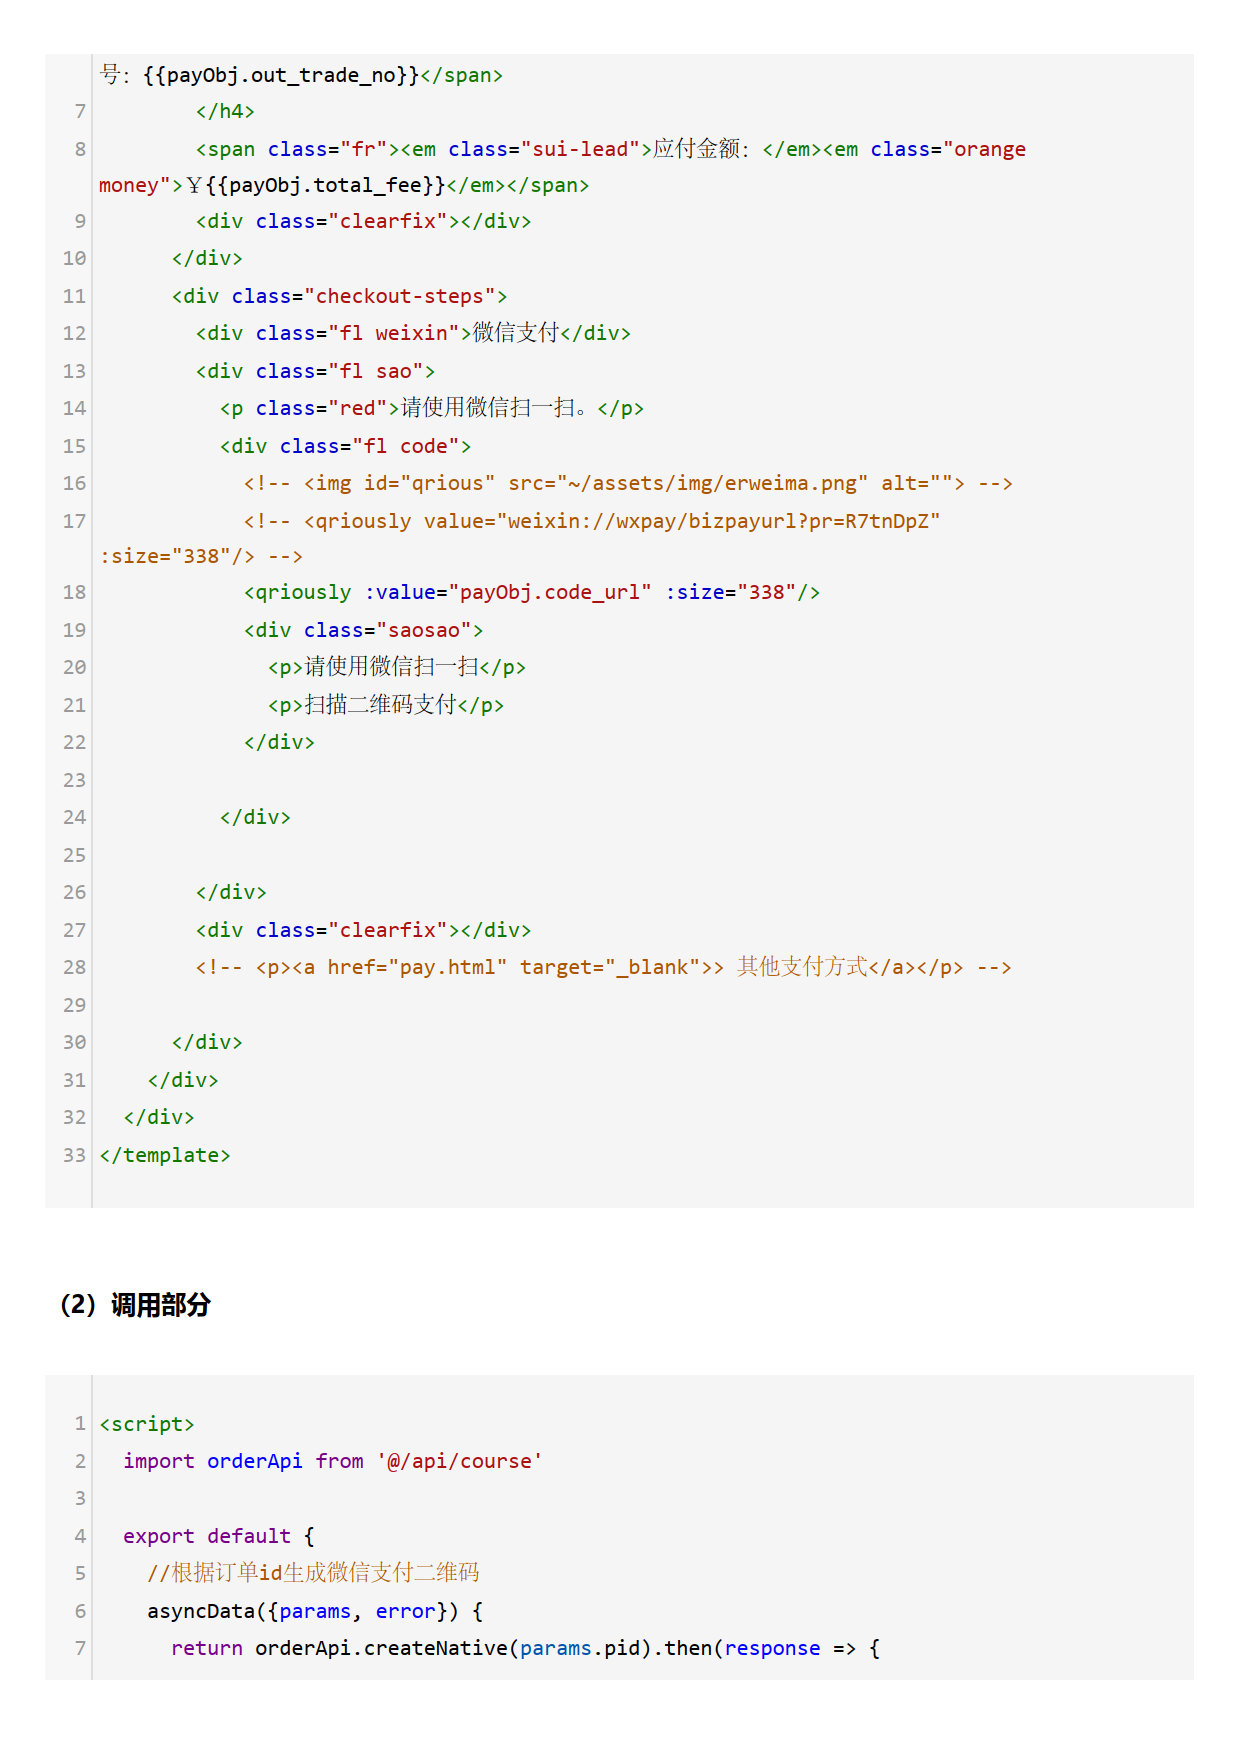 号：{{payObj.out_trade_no}}</span>
7         </h4>
8         <span class="fr"><em class="sui-lead">应付金额：</em><em class="orange
money">￥{{payObj.total_fee}}</em></span>
9         <div class="clearfix"></div>
10       </div>
11       <div class="checkout-steps">
12         <div class="fl weixin">微信支付</div>
13         <div class="fl sao">
14           <p class="red">请使用微信扫一扫。</p>
15           <div class="fl code">
16             <!-- <img id="qrious" src="~/assets/img/erweima.png" alt=""> -->
17             <!-- <qriously value="weixin://wxpay/bizpayurl?pr=R7tnDpZ"
:size="338"/> -->
18             <qriously :value="payObj.code_url" :size="338"/>
19             <div class="saosao">
20               <p>请使用微信扫一扫</p>
21               <p>扫描二维码支付</p>
22             </div>
23
24           </div>
25
26         </div>
27         <div class="clearfix"></div>
28         <!-- <p><a href="pay.html" target="_blank">> 其他支付方式</a></p> -->
29
30       </div>
31     </div>
32   </div>
33 </template>
（2）调用部分
1 <script>
2   import orderApi from '@/api/course'
3
4   export default {
5     //根据订单id生成微信支付二维码
6     asyncData({params, error}) {
7       return orderApi.createNative(params.pid).then(response => {